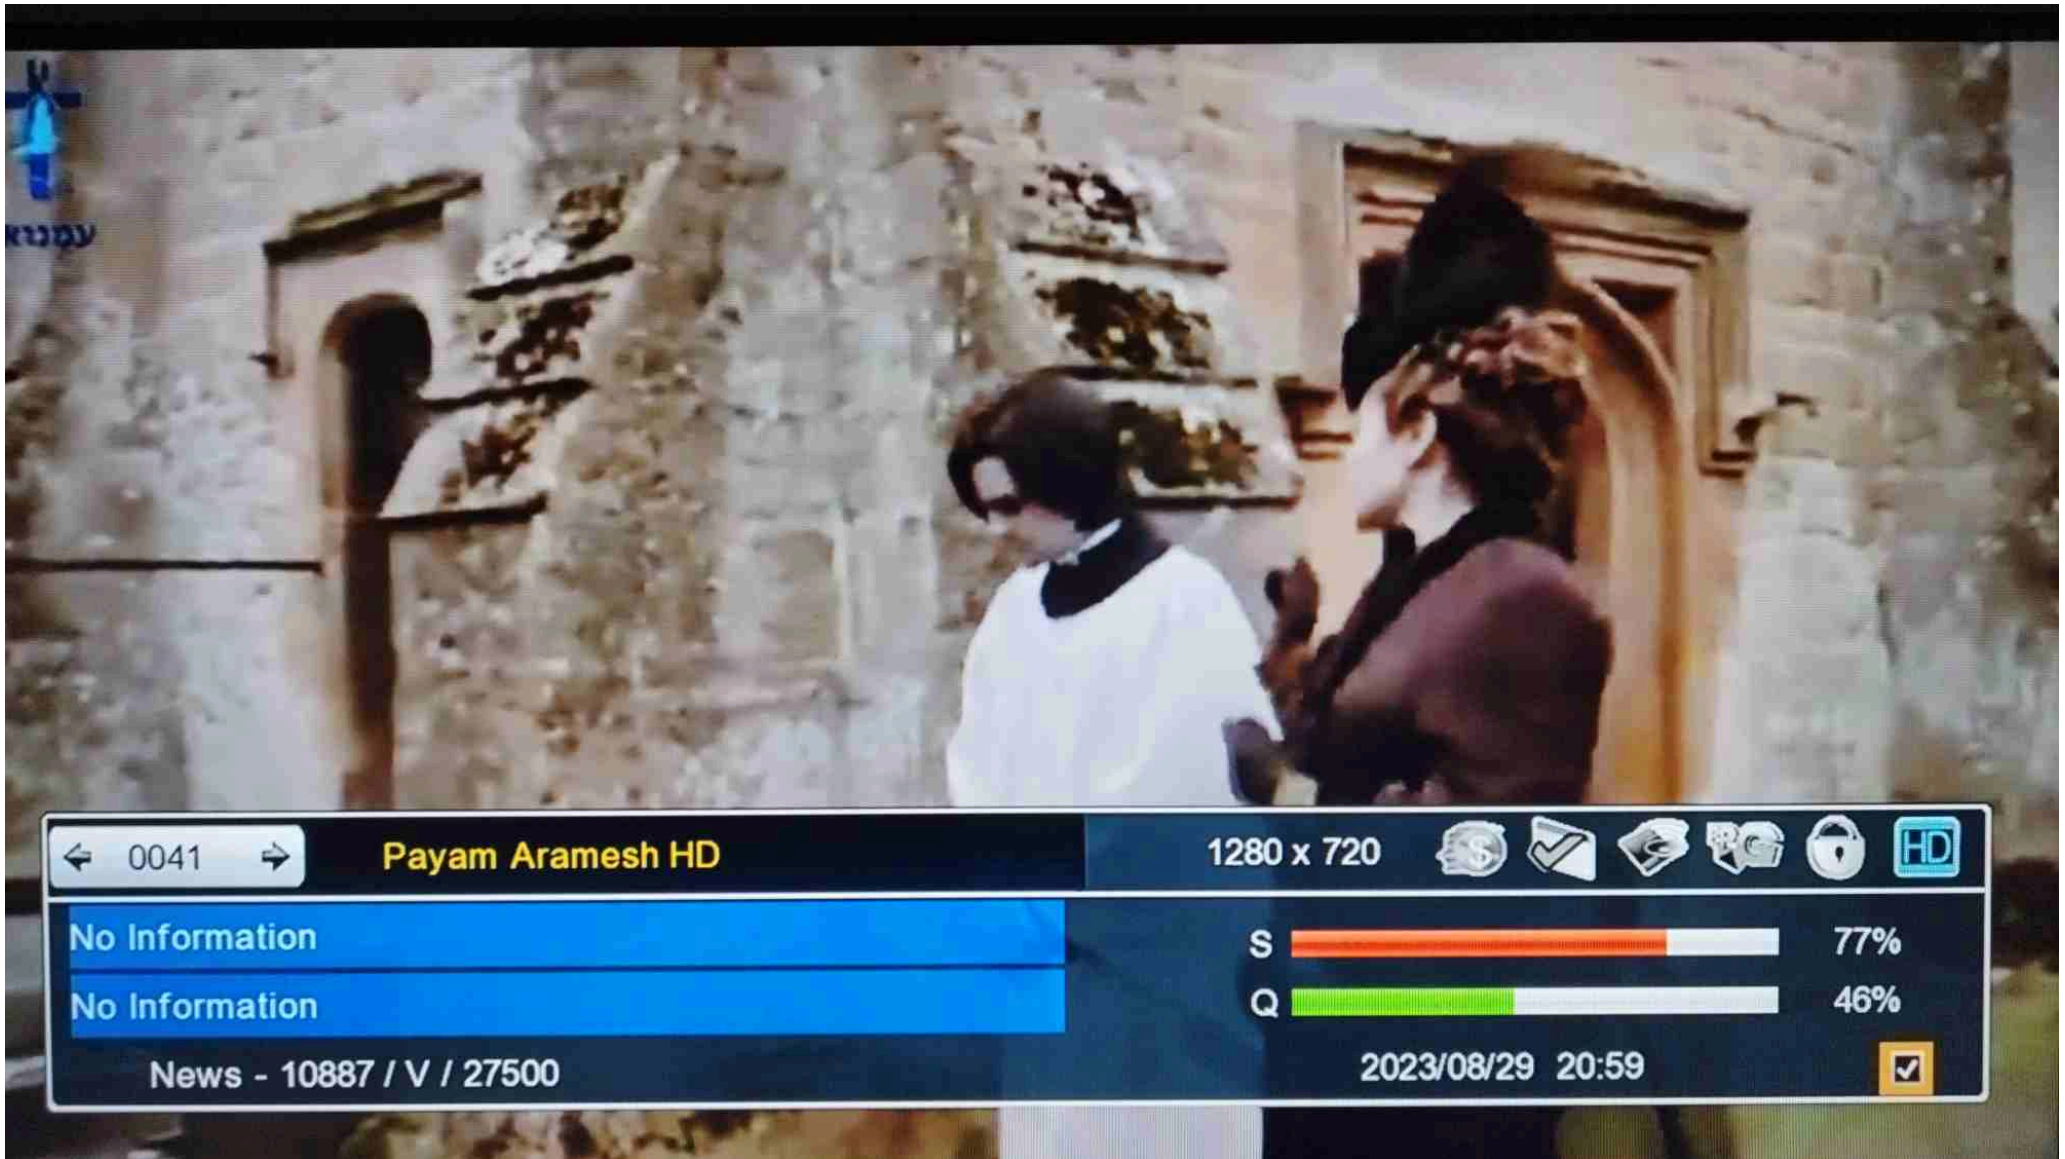 עמנוא
0041
Payam Aramesh HD
1280 x 720
HD
No Information
No Information
S 77%
Q 46%
News - 10887 / V / 27500
2023/08/29 20:59